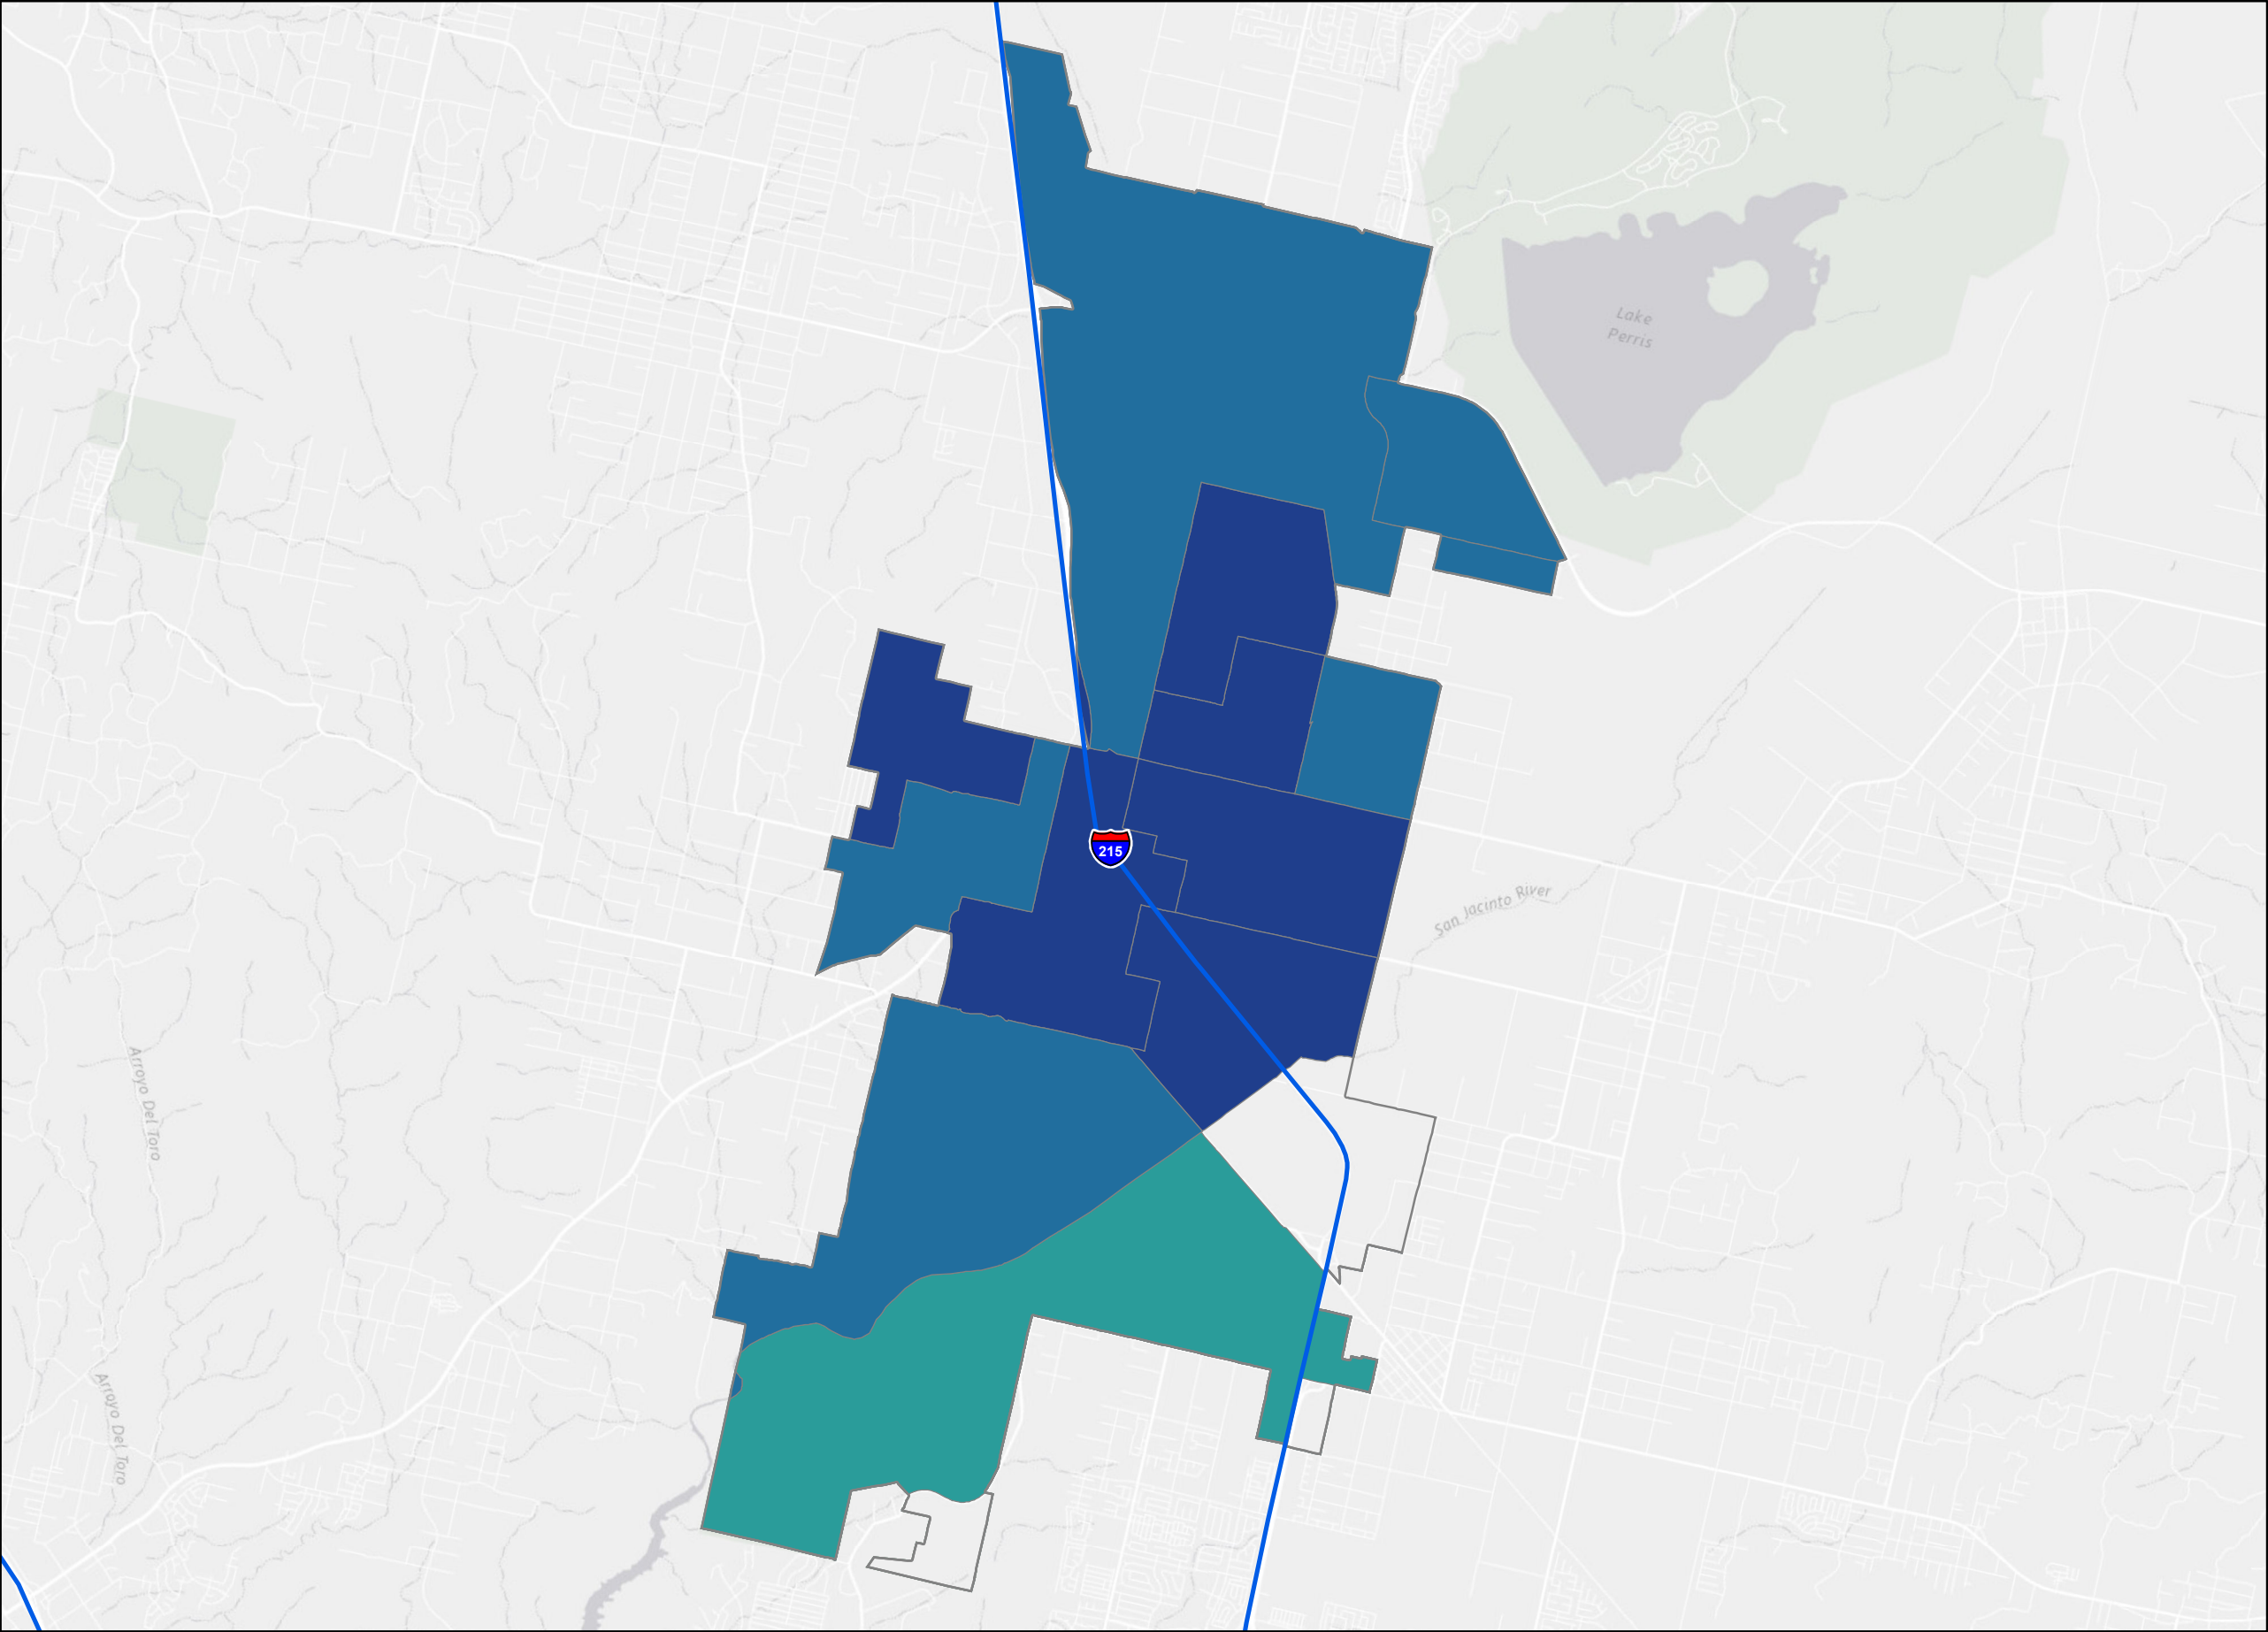 Lake
Perris
215
San Jacinto River
Arroyo Del Toro
Arroyo Del Toro